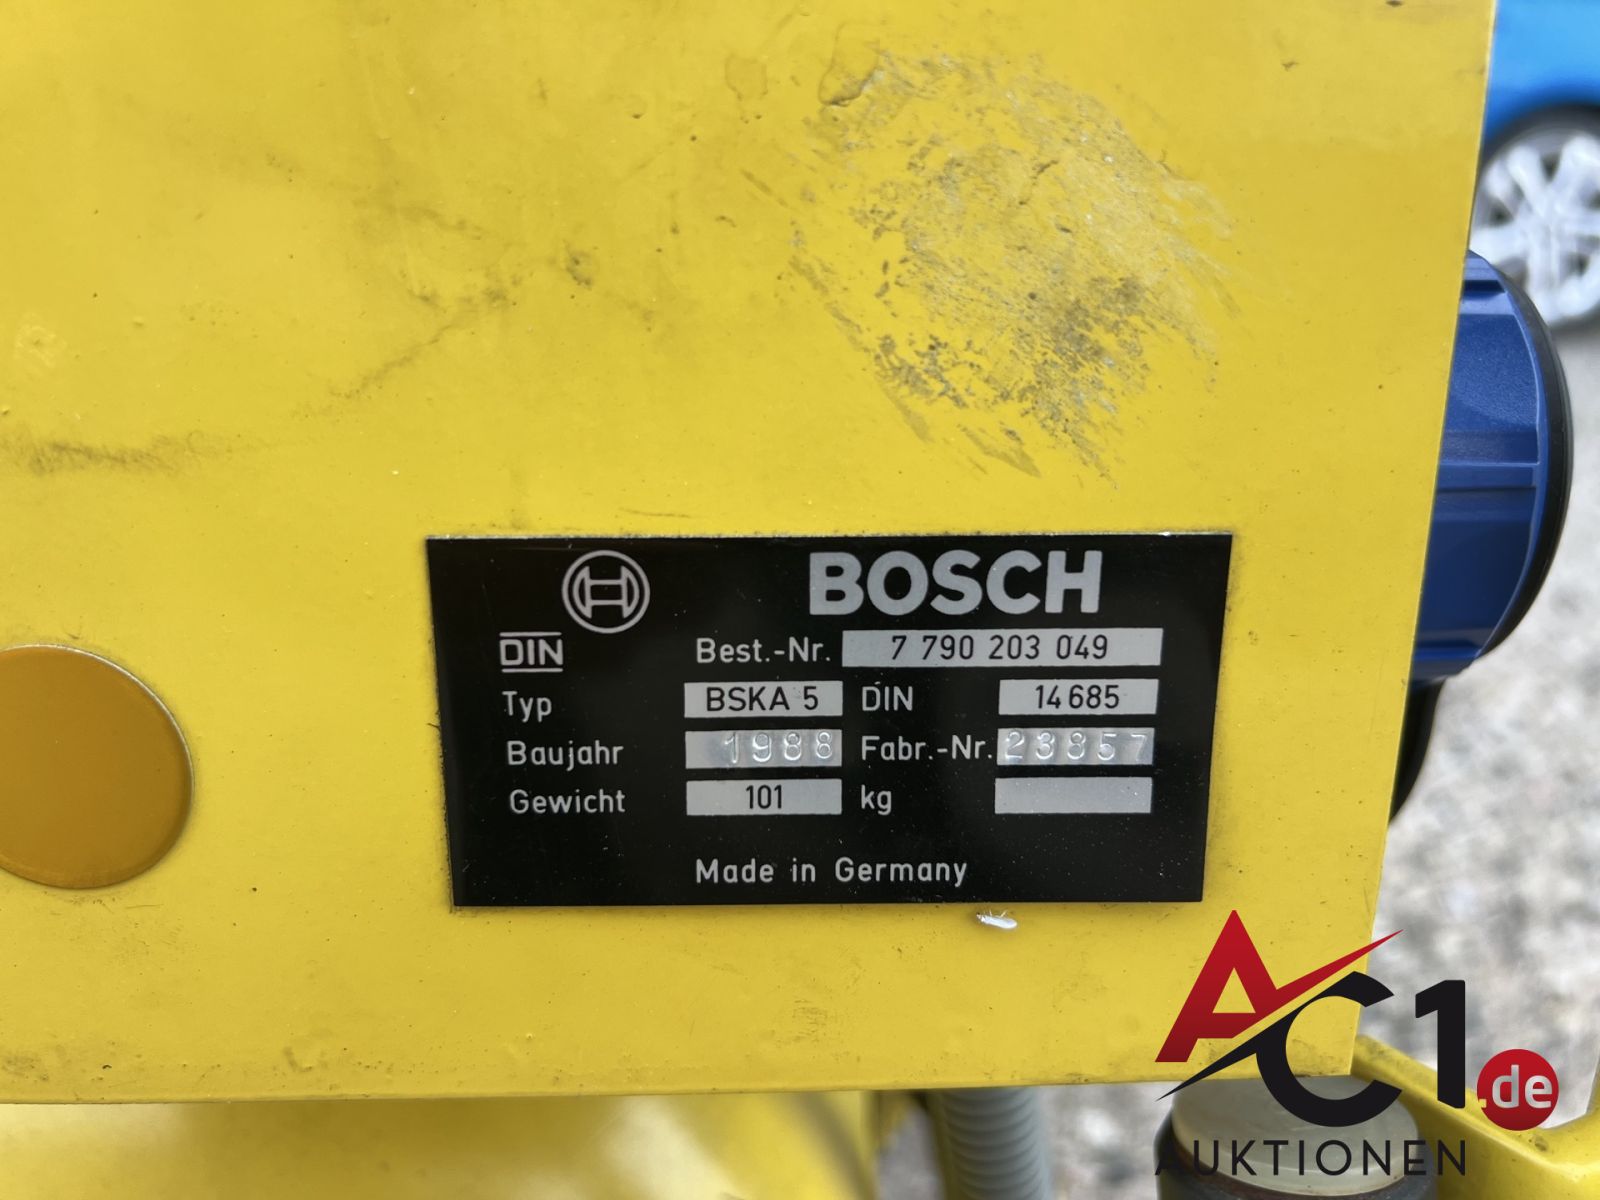 BOSCH
DIN Best.-Nr. 7 790 203 049
Typ BSKA 5 DIN 14685
Baujahr 1988 Fabr.-Nr. 23857
Gewicht 101 kg
Made in Germany
AC1.de
AUKTIONEN